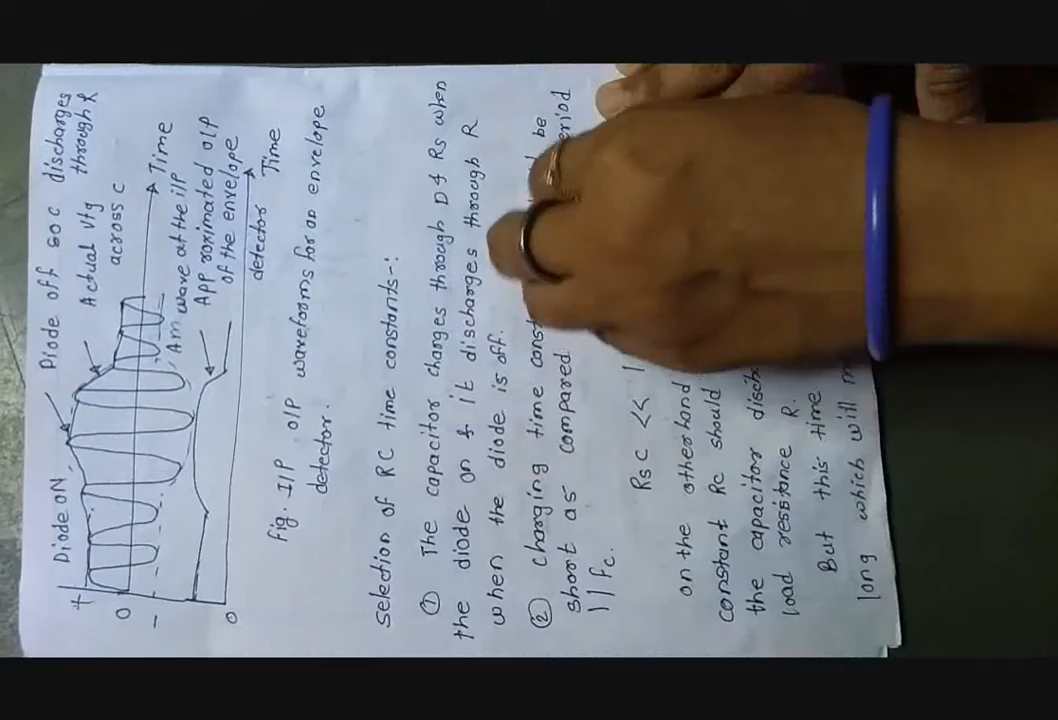 Diode ON
Diode off so c discharges
through R
Actual vtg
across c
+
0
-
Time
Am wave at the i/P
APP roximated o/P
of the envelope
detector
Time
0
fig. I/P O/P waveforms for an envelope
detector.
selection of RC time constants-:
① The capacitor changes through D & Rs when
the diode on & it discharges through R
when the diode is off.
② charging time const be
short as compared eriod
1/fc.
Rsc << 1
on the otherhand
constant Rc should
the capacitor disch
load resistance R.
But this time
long which will m